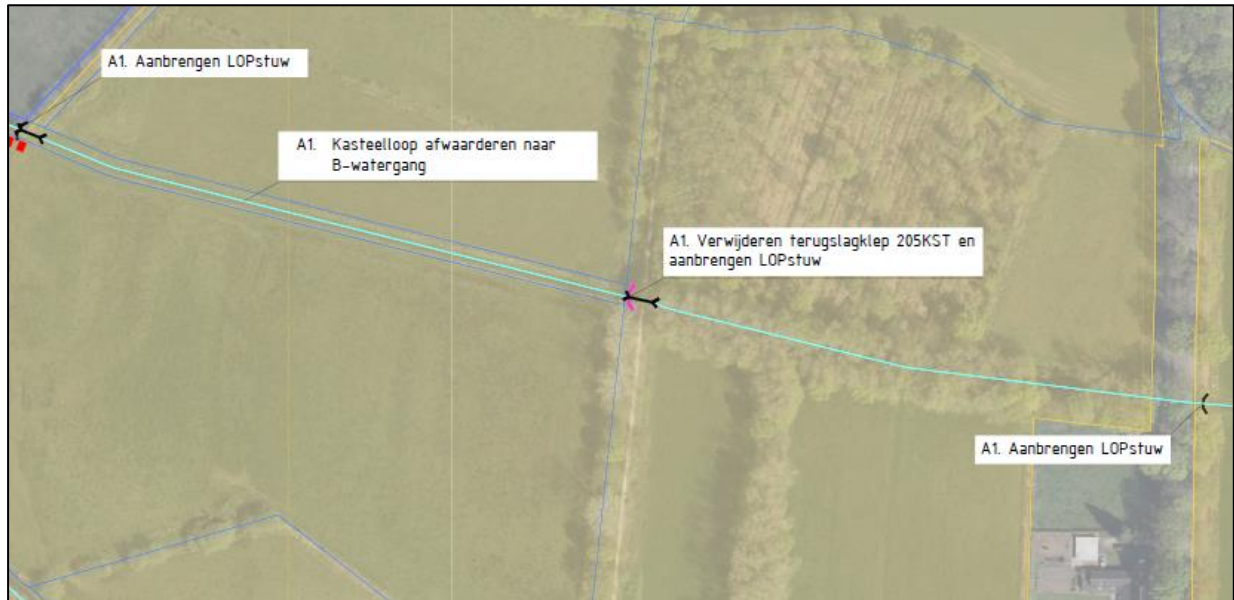 A1. Aanbrengen LOPstuw
A1. Kasteelloop afwaarderen naar
B-watergang
A1. Verwijderen terugslagklep 205KST en
aanbrengen LOPstuw
A1. Aanbrengen LOPstuw